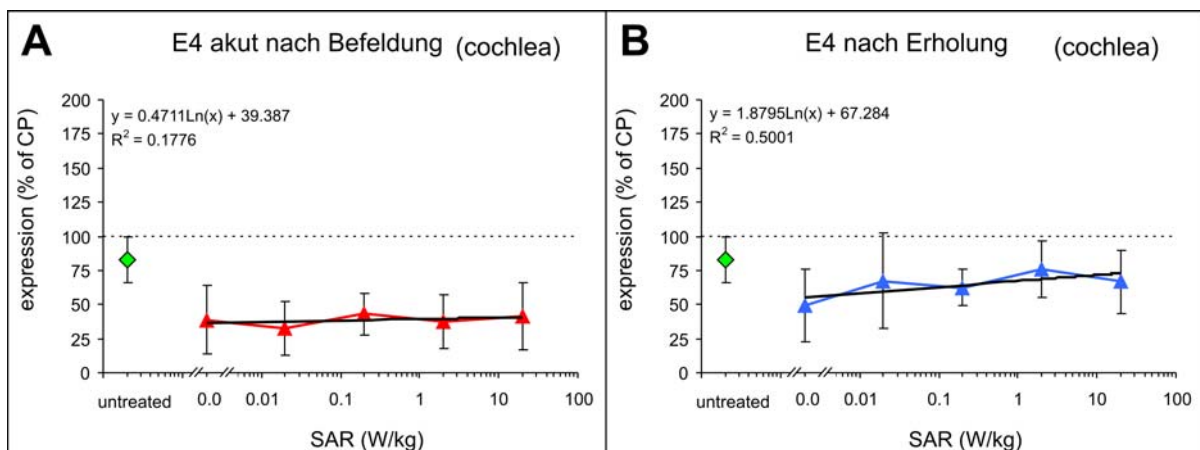 A
E4 akut nach Befeldung (cochlea)
expression (% of CP)
200
175
150
125
100
75
50
25
0
y = 0.4711Ln(x) + 39.387
R² = 0.1776
untreated
0.0 0.01 0.1 1 10 100
SAR (W/kg)
B
E4 nach Erholung (cochlea)
expression (% of CP)
200
175
150
125
100
75
50
25
0
y = 1.8795Ln(x) + 67.284
R² = 0.5001
untreated
0.0 0.01 0.1 1 10 100
SAR (W/kg)